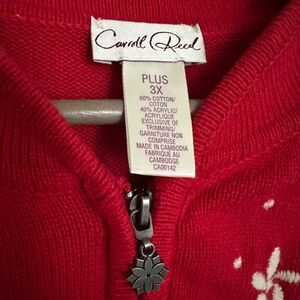 Carroll Reed
PLUS
3X
60% COTTON/
COTON
40% ACRYLIC/
ACRYLIQUE
EXCLUSIVE OF
TRIMMING/
GARNITURE NON
COMPRISE
MADE IN CAMBODIA
FABRIQUÉ AU
CAMBODGE
CA00142